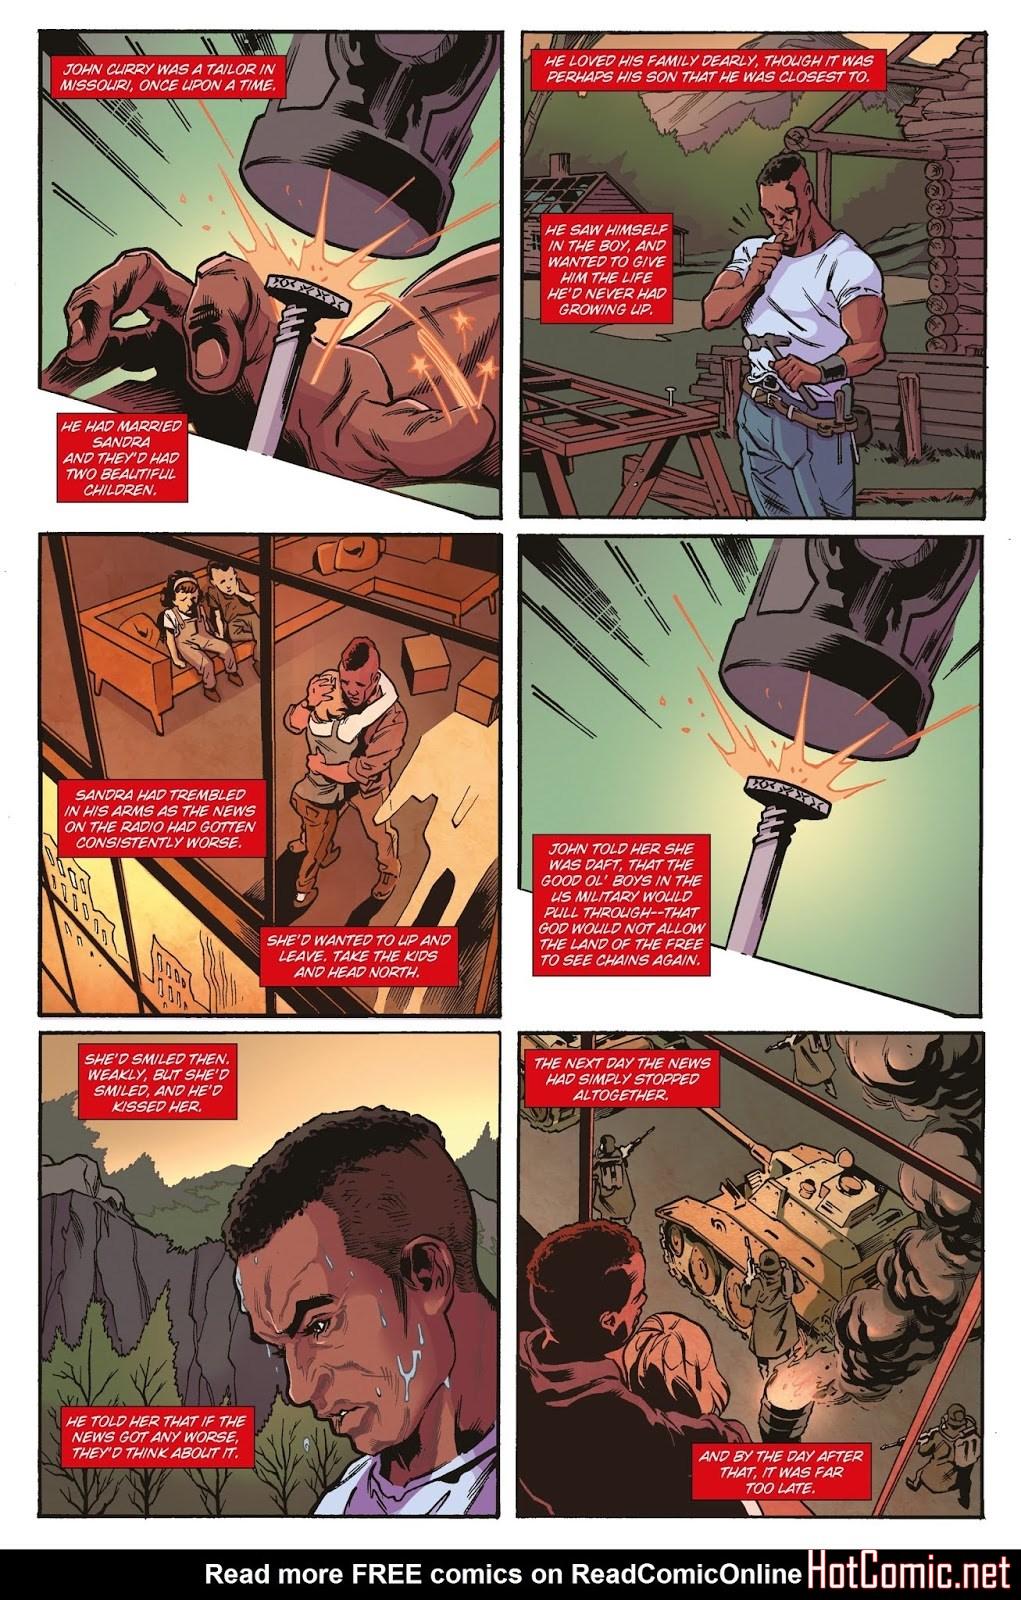 JOHN CURRY WAS A TAILOR IN
MISSOURI, ONCE UPON A TIME.
HE HAD MARRIED
SANDRA
AND THEY"D HAD
TWO BEAUTIFUL
CHILDREN.
HE LOVED HIS FAMILY DEARLY, THOUGH IT WAS
PERHAPS HIS SON THAT HE WAS CLOSEST TO.
HE SAW HIMSELF
IN THE BOY, AND
WANTED TO GIVE
HIM THE LIFE
HE'D NEVER HAD
GROWING UP.
SANDRA HAD TREMBLED
IN HIS ARMS AS THE NEWS
ON THE RADIO HAD GOTTEN
CONSISTENTLY WORSE.
SHE'D WANTED TO UP AND
LEAVE. TAKE THE KIDS
AND HEAD NORTH.
JOHN TOLD HER SHE
WAS DAFT, THAT THE
GOOD OL' BOYS IN THE
US MILITARY WOULD
PULL THROUGH--THAT
GOD WOULD NOT ALLOW
THE LAND OF THE FREE
TO SEE CHAINS AGAIN.
SHE'D SMILED THEN.
WEAKLY, BUT SHE'D
SMILED, AND HE'D
KISSED HER.
HE TOLD HER THAT IF THE
NEWS GOT ANY WORSE,
THEY"D THINK ABOUT IT.
THE NEXT DAY THE NEWS
HAD SIMPLY STOPPED
ALTOGETHER.
AND BY THE DAY AFTER
THAT, IT WAS FAR
TOO LATE.
Read more FREE comics on ReadComicOnline
HotComic.net